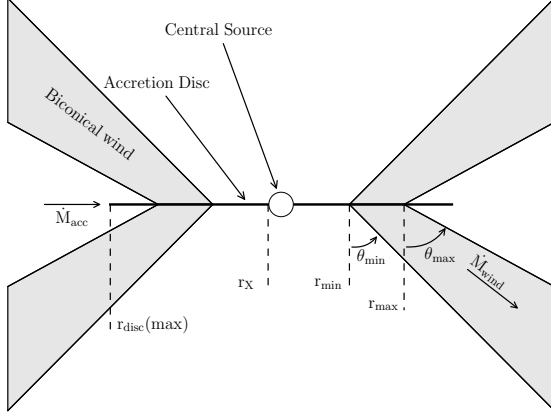 Central Source
Accretion Disc
Biconical wind
Ṁacc
rX
rmin
θmin
θmax
Ṁwind
rmax
rdisc(max)